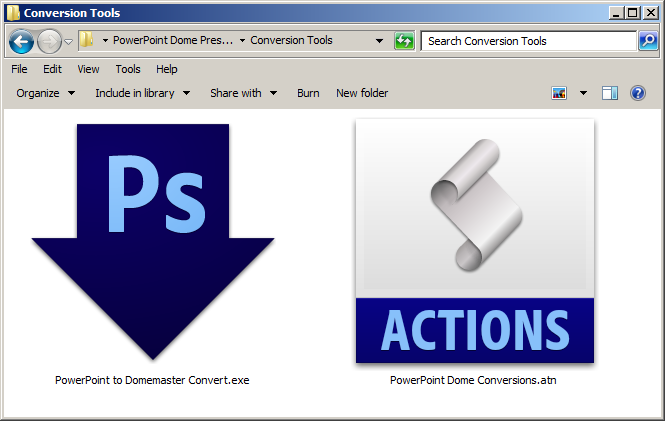 Conversion Tools
PowerPoint Dome Pres... Conversion Tools Search Conversion Tools
File Edit View Tools Help
Organize Include in library Share with Burn New folder
Ps
ACTIONS
PowerPoint to Domemaster Convert.exe PowerPoint Dome Conversions.atn